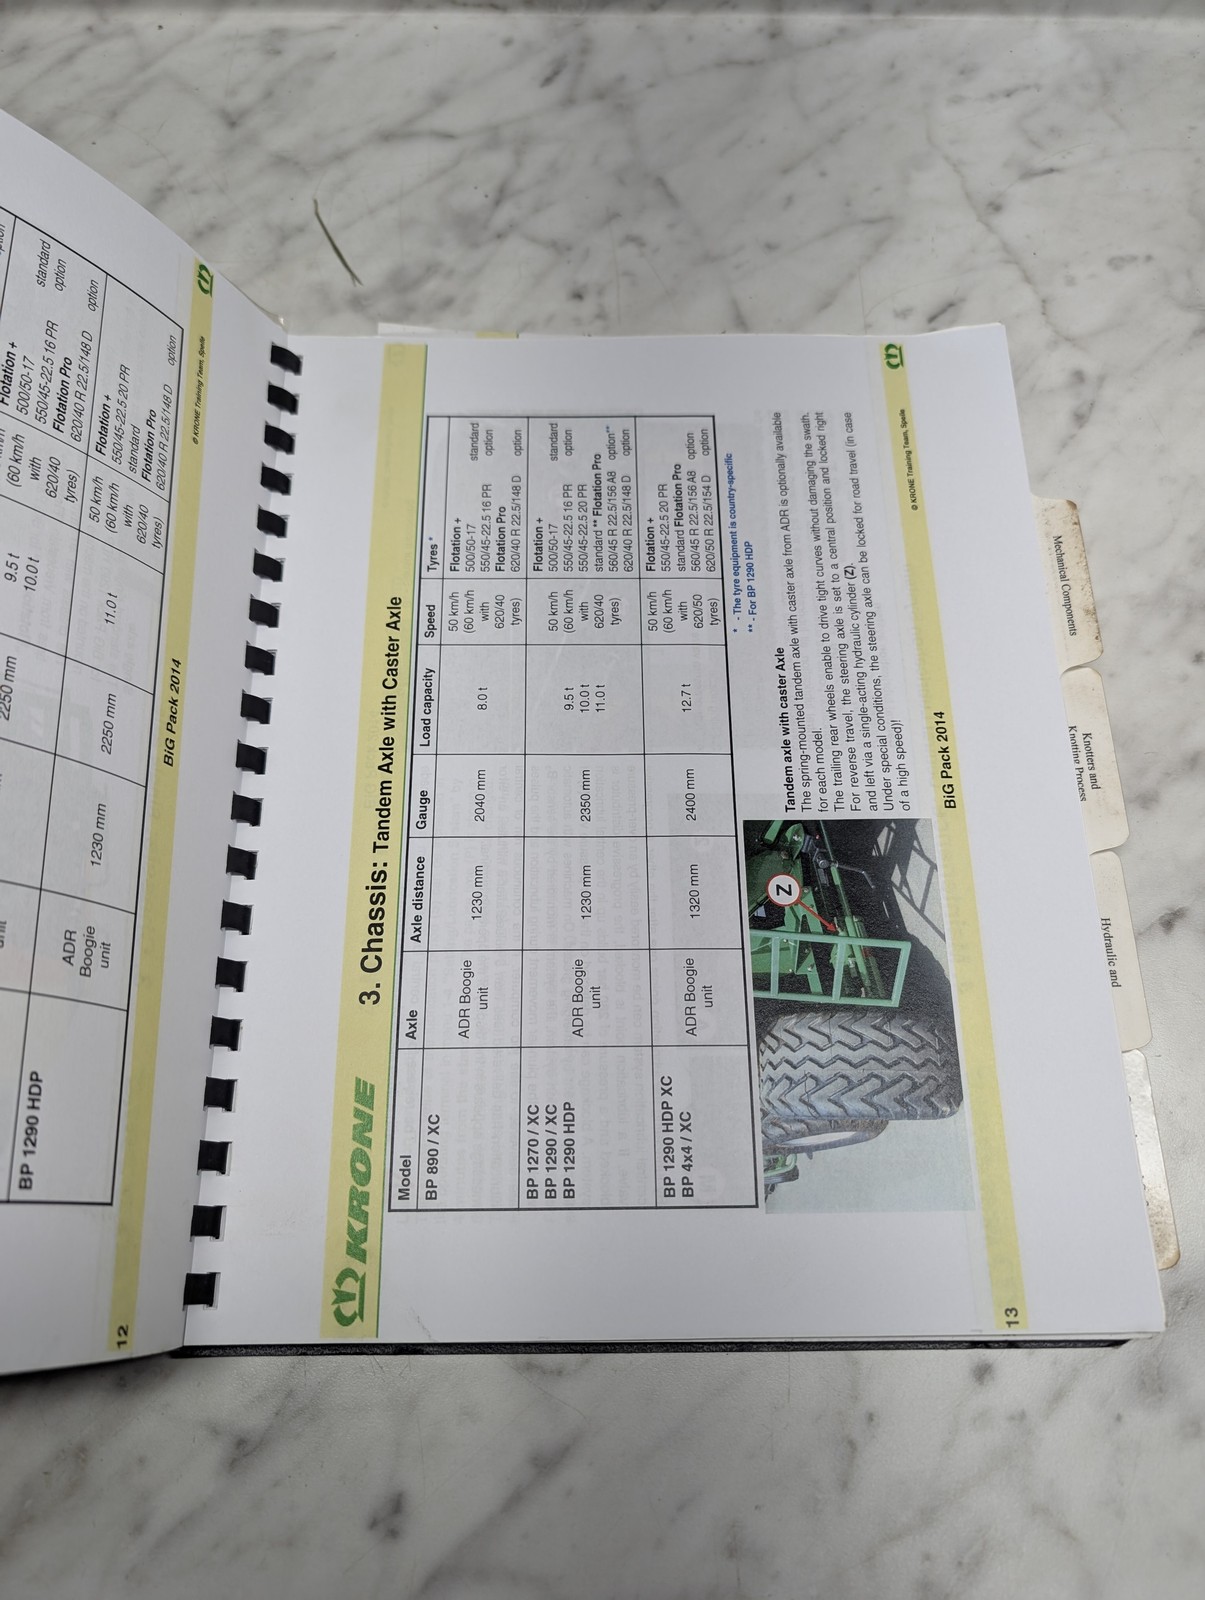 Flotation +
500/50-17
(60 km/h
550/45-22.5 16 PR
standard
with
Flotation Pro
option
9.5 t
620/40
620/40 R 22.5/148 D
option
10.0 t
tyres)
2250 mm
BP 1290 HDP
ADR
Boogie
unit
1230 mm
2250 mm
11.0 t
50 km/h
(60 km/h
with
620/40
tyres)
Flotation +
550/45-22.5 20 PR
standard
Flotation Pro
620/40 R 22.5/148 D
option
12
BiG Pack 2014
© KRONE Training Team, Spelle
KRONE
3. Chassis: Tandem Axle with Caster Axle
Model Axle Axle distance Gauge Load capacity Speed Tyres *
BP 890 / XC
ADR Boogie
unit
1230 mm
2040 mm
8.0 t
50 km/h
(60 km/h
with
620/40
tyres)
Flotation +
500/50-17 standard
550/45-22.5 16 PR option
Flotation Pro
620/40 R 22.5/148 D option
BP 1270 / XC
BP 1290 / XC
BP 1290 HDP
ADR Boogie
unit
1230 mm
2350 mm
9.5 t
10.0 t
11.0 t
50 km/h
(60 km/h
with
620/40
tyres)
Flotation +
500/50-17 standard
550/45-22.5 16 PR option
550/45-22.5 20 PR
standard ** Flotation Pro
560/45 R 22.5/156 A8 option**
620/40 R 22.5/148 D option
BP 1290 HDP XC
BP 4x4 / XC
ADR Boogie
unit
1320 mm
2400 mm
12.7 t
50 km/h
(60 km/h
with
620/50
tyres)
Flotation +
550/45-22.5 20 PR
standard Flotation Pro
560/45 R 22.5/156 A8 option
620/50 R 22.5/154 D option
* - The tyre equipment is country-specific
** - For BP 1290 HDP
Z
Tandem axle with caster Axle
The spring-mounted tandem axle with caster axle from ADR is optionally available
for each model.
The trailing rear wheels enable to drive tight curves without damaging the swath.
For reverse travel, the steering axle is set to a central position and locked right
and left via a single-acting hydraulic cylinder (Z).
Under special conditions, the steering axle can be locked for road travel (in case
of a high speed)!
13
BiG Pack 2014
© KRONE Training Team, Spelle
Mechanical Components
Knotters and
Knotting Process
Hydraulic and